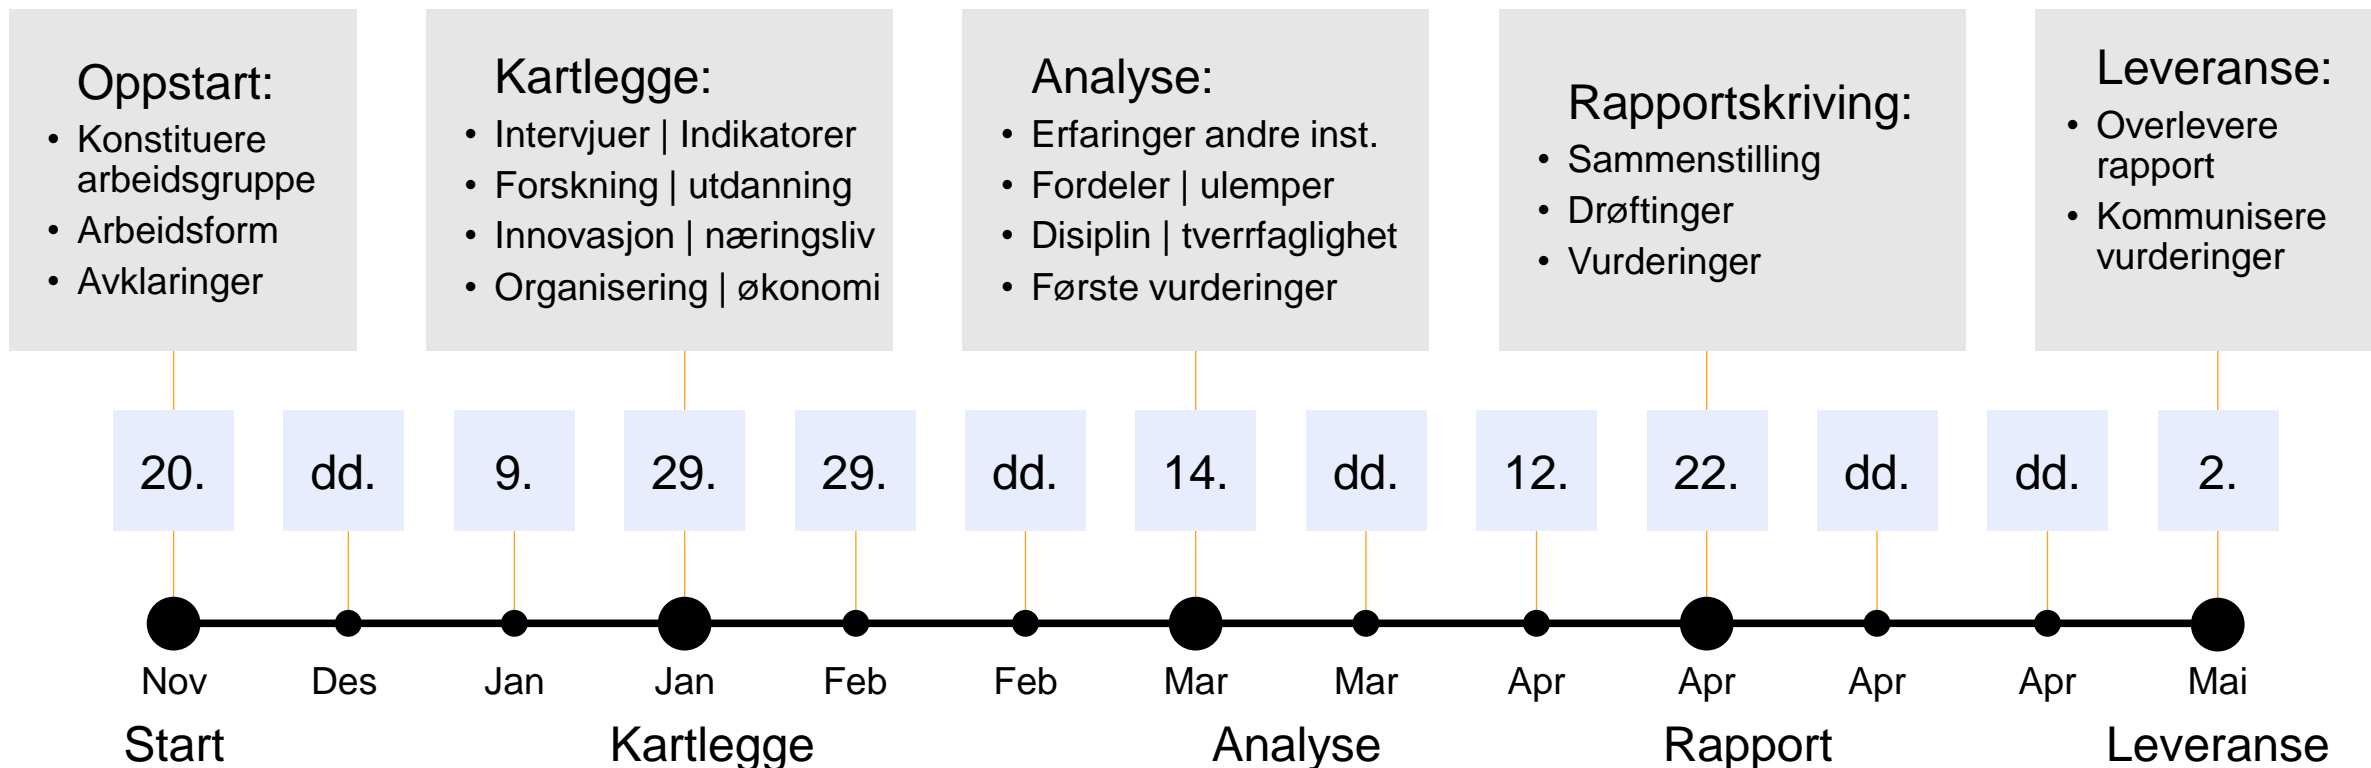 Oppstart:
• Konstituere
arbeidsgruppe
• Arbeidsform
• Avklaringer
Kartlegge:
• Intervjuer | Indikatorer
• Forskning | utdanning
• Innovasjon | næringsliv
• Organisering | økonomi
Analyse:
• Erfaringer andre inst.
• Fordeler | ulemper
• Disiplin | tverrfaglighet
• Første vurderinger
Rapportskriving:
• Sammenstilling
• Drøftinger
• Vurderinger
Leveranse:
• Overlevere
rapport
• Kommunisere
vurderinger
20. dd. 9. 29. 29. dd. 14. dd. 12. 22. dd. dd. 2.
Nov Des Jan Jan Feb Feb Mar Mar Apr Apr Apr Apr Mai
Start Kartlegge Analyse Rapport Leveranse